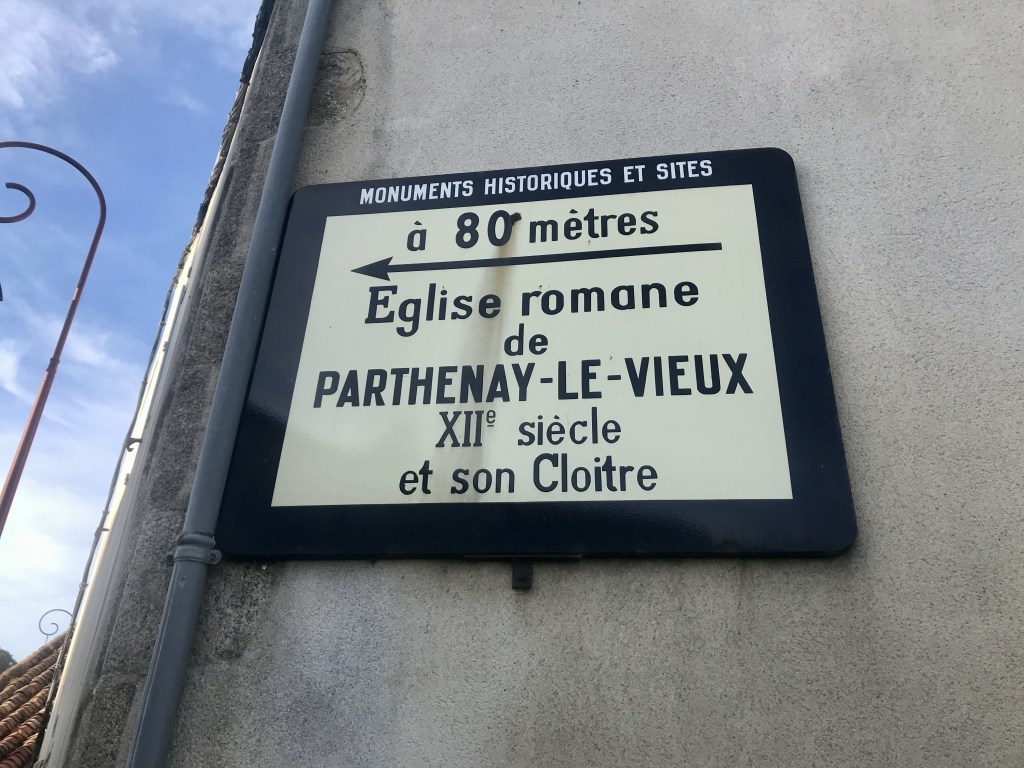 MONUMENTS HISTORIQUES ET SITES
à 80 mètres
Eglise romane
de
PARTHENAY-LE-VIEUX
XIIe siècle
et son Cloitre